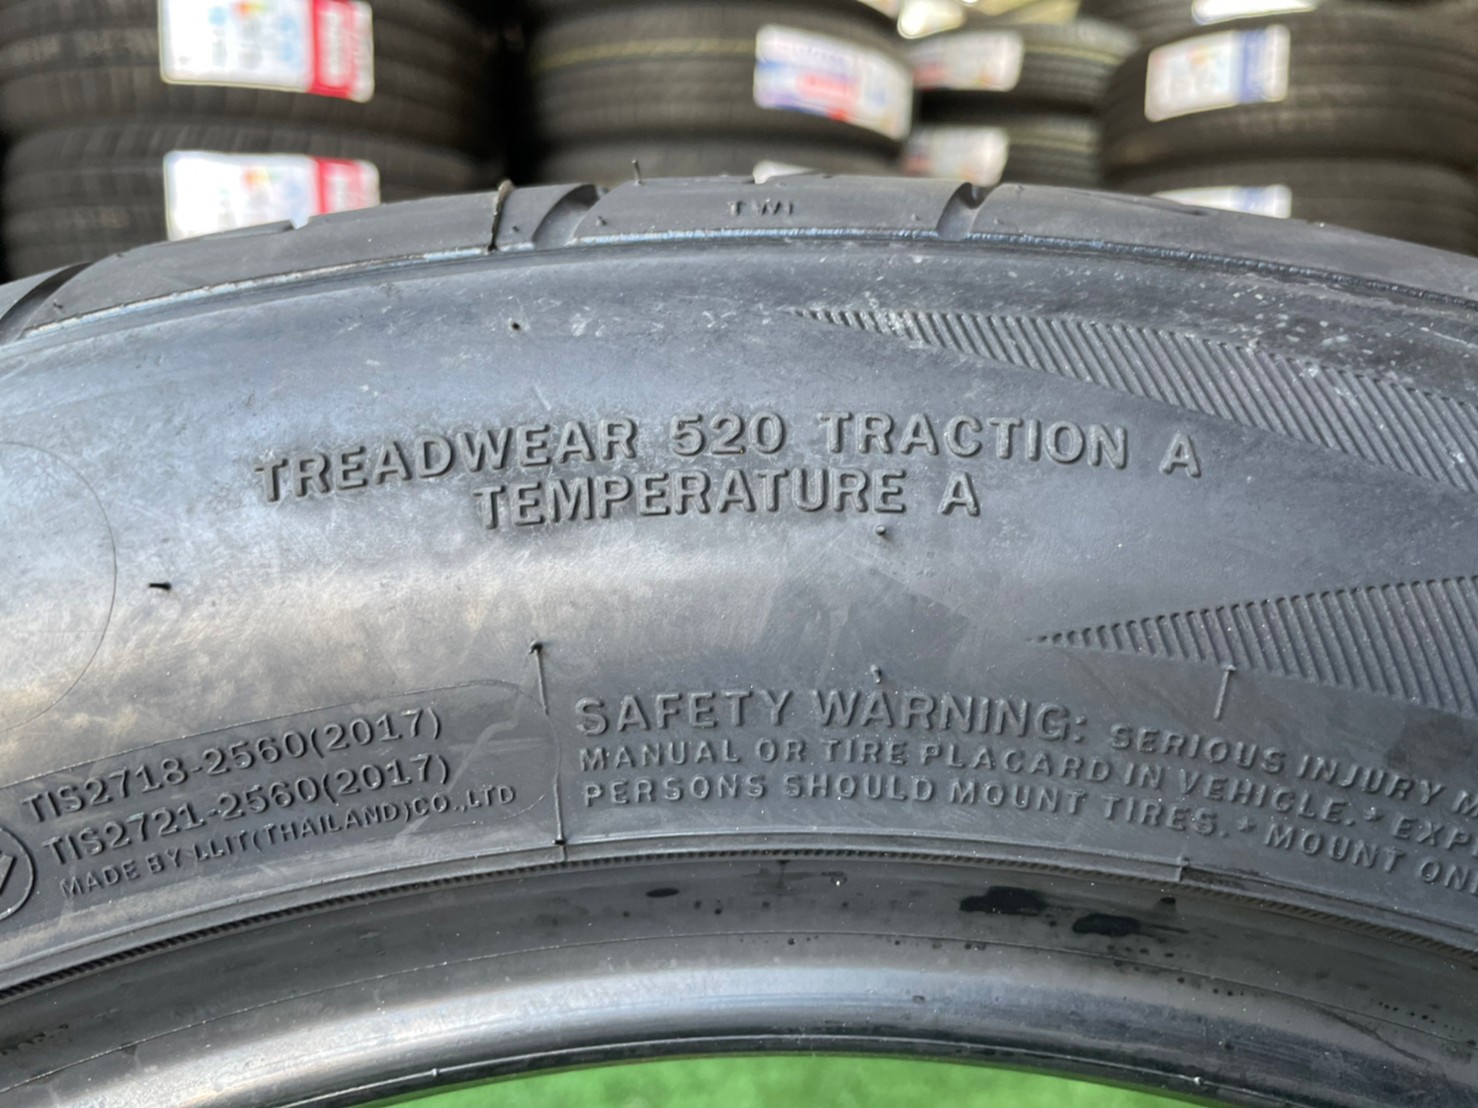 TWI
TREADWEAR 520 TRACTION A
TEMPERATURE A
TIS2718-2560(2017)
TIS2721-2560(2017)
MADE BY LLIT(THAILAND)CO.,LTD
SAFETY WARNING: SERIOUS INJURY
MANUAL OR TIRE PLACARD IN VEHICLE. *
PERSONS SHOULD MOUNT TIRES. * MOUNT